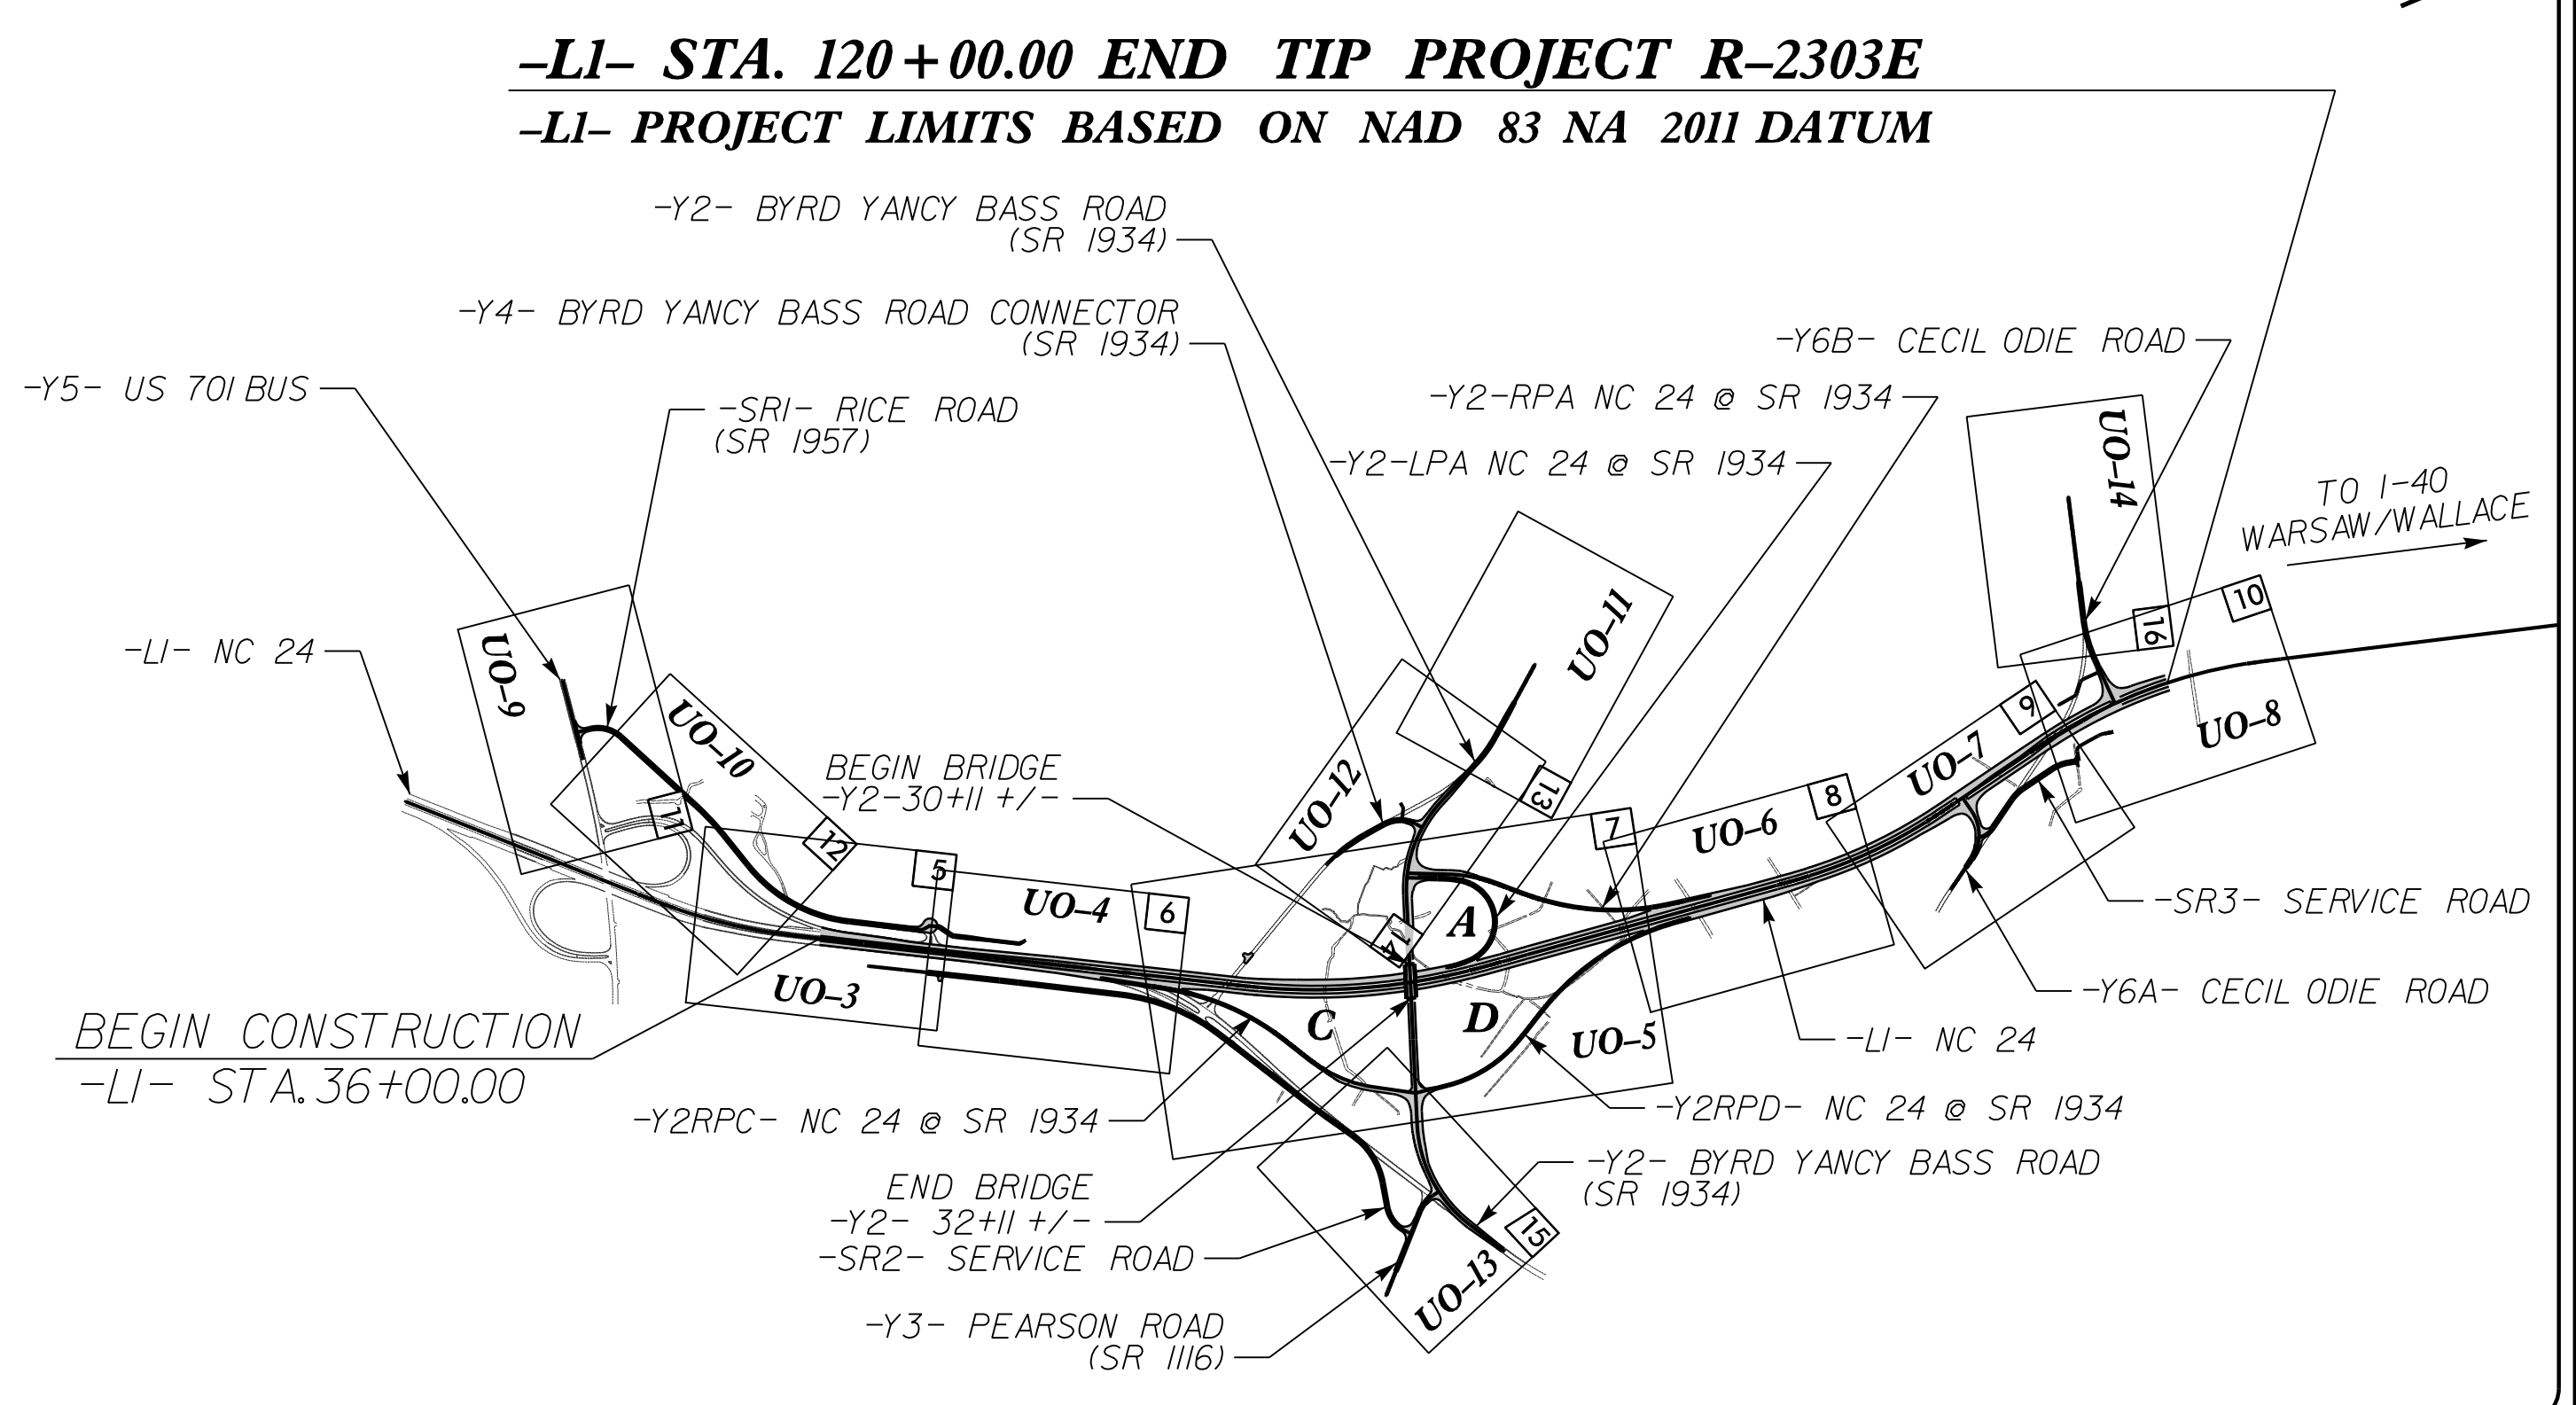 -L1- STA. 120+00.00 END TIP PROJECT R-2303E
-L1- PROJECT LIMITS BASED ON NAD 83 NA 2011 DATUM
-Y2- BYRD YANCY BASS ROAD
(SR 1934)
-Y4- BYRD YANCY BASS ROAD CONNECTOR
(SR 1934)
-Y6B- CECIL ODIE ROAD
-Y5- US 701 BUS
-SR1- RICE ROAD
(SR 1957)
-Y2-RPA NC 24 @ SR 1934
-Y2-LPA NC 24 @ SR 1934
UO-14
TO I-40
WARSAW/WALLACE
-L1- NC 24
UO-9
UO-10
UO-11
UO-12
BEGIN BRIDGE
-Y2-30+11 +/-
16
10
9
UO-7
UO-8
13
11
12
5
UO-4
6
7
UO-6
8
A
14
UO-3
C
D
UO-5
-SR3- SERVICE ROAD
-Y6A- CECIL ODIE ROAD
-L1- NC 24
BEGIN CONSTRUCTION
-L1- STA. 36+00.00
-Y2RPC- NC 24 @ SR 1934
-Y2RPD- NC 24 @ SR 1934
-Y2- BYRD YANCY BASS ROAD
(SR 1934)
END BRIDGE
-Y2- 32+11 +/-
-SR2- SERVICE ROAD
15
UO-13
-Y3- PEARSON ROAD
(SR 1116)